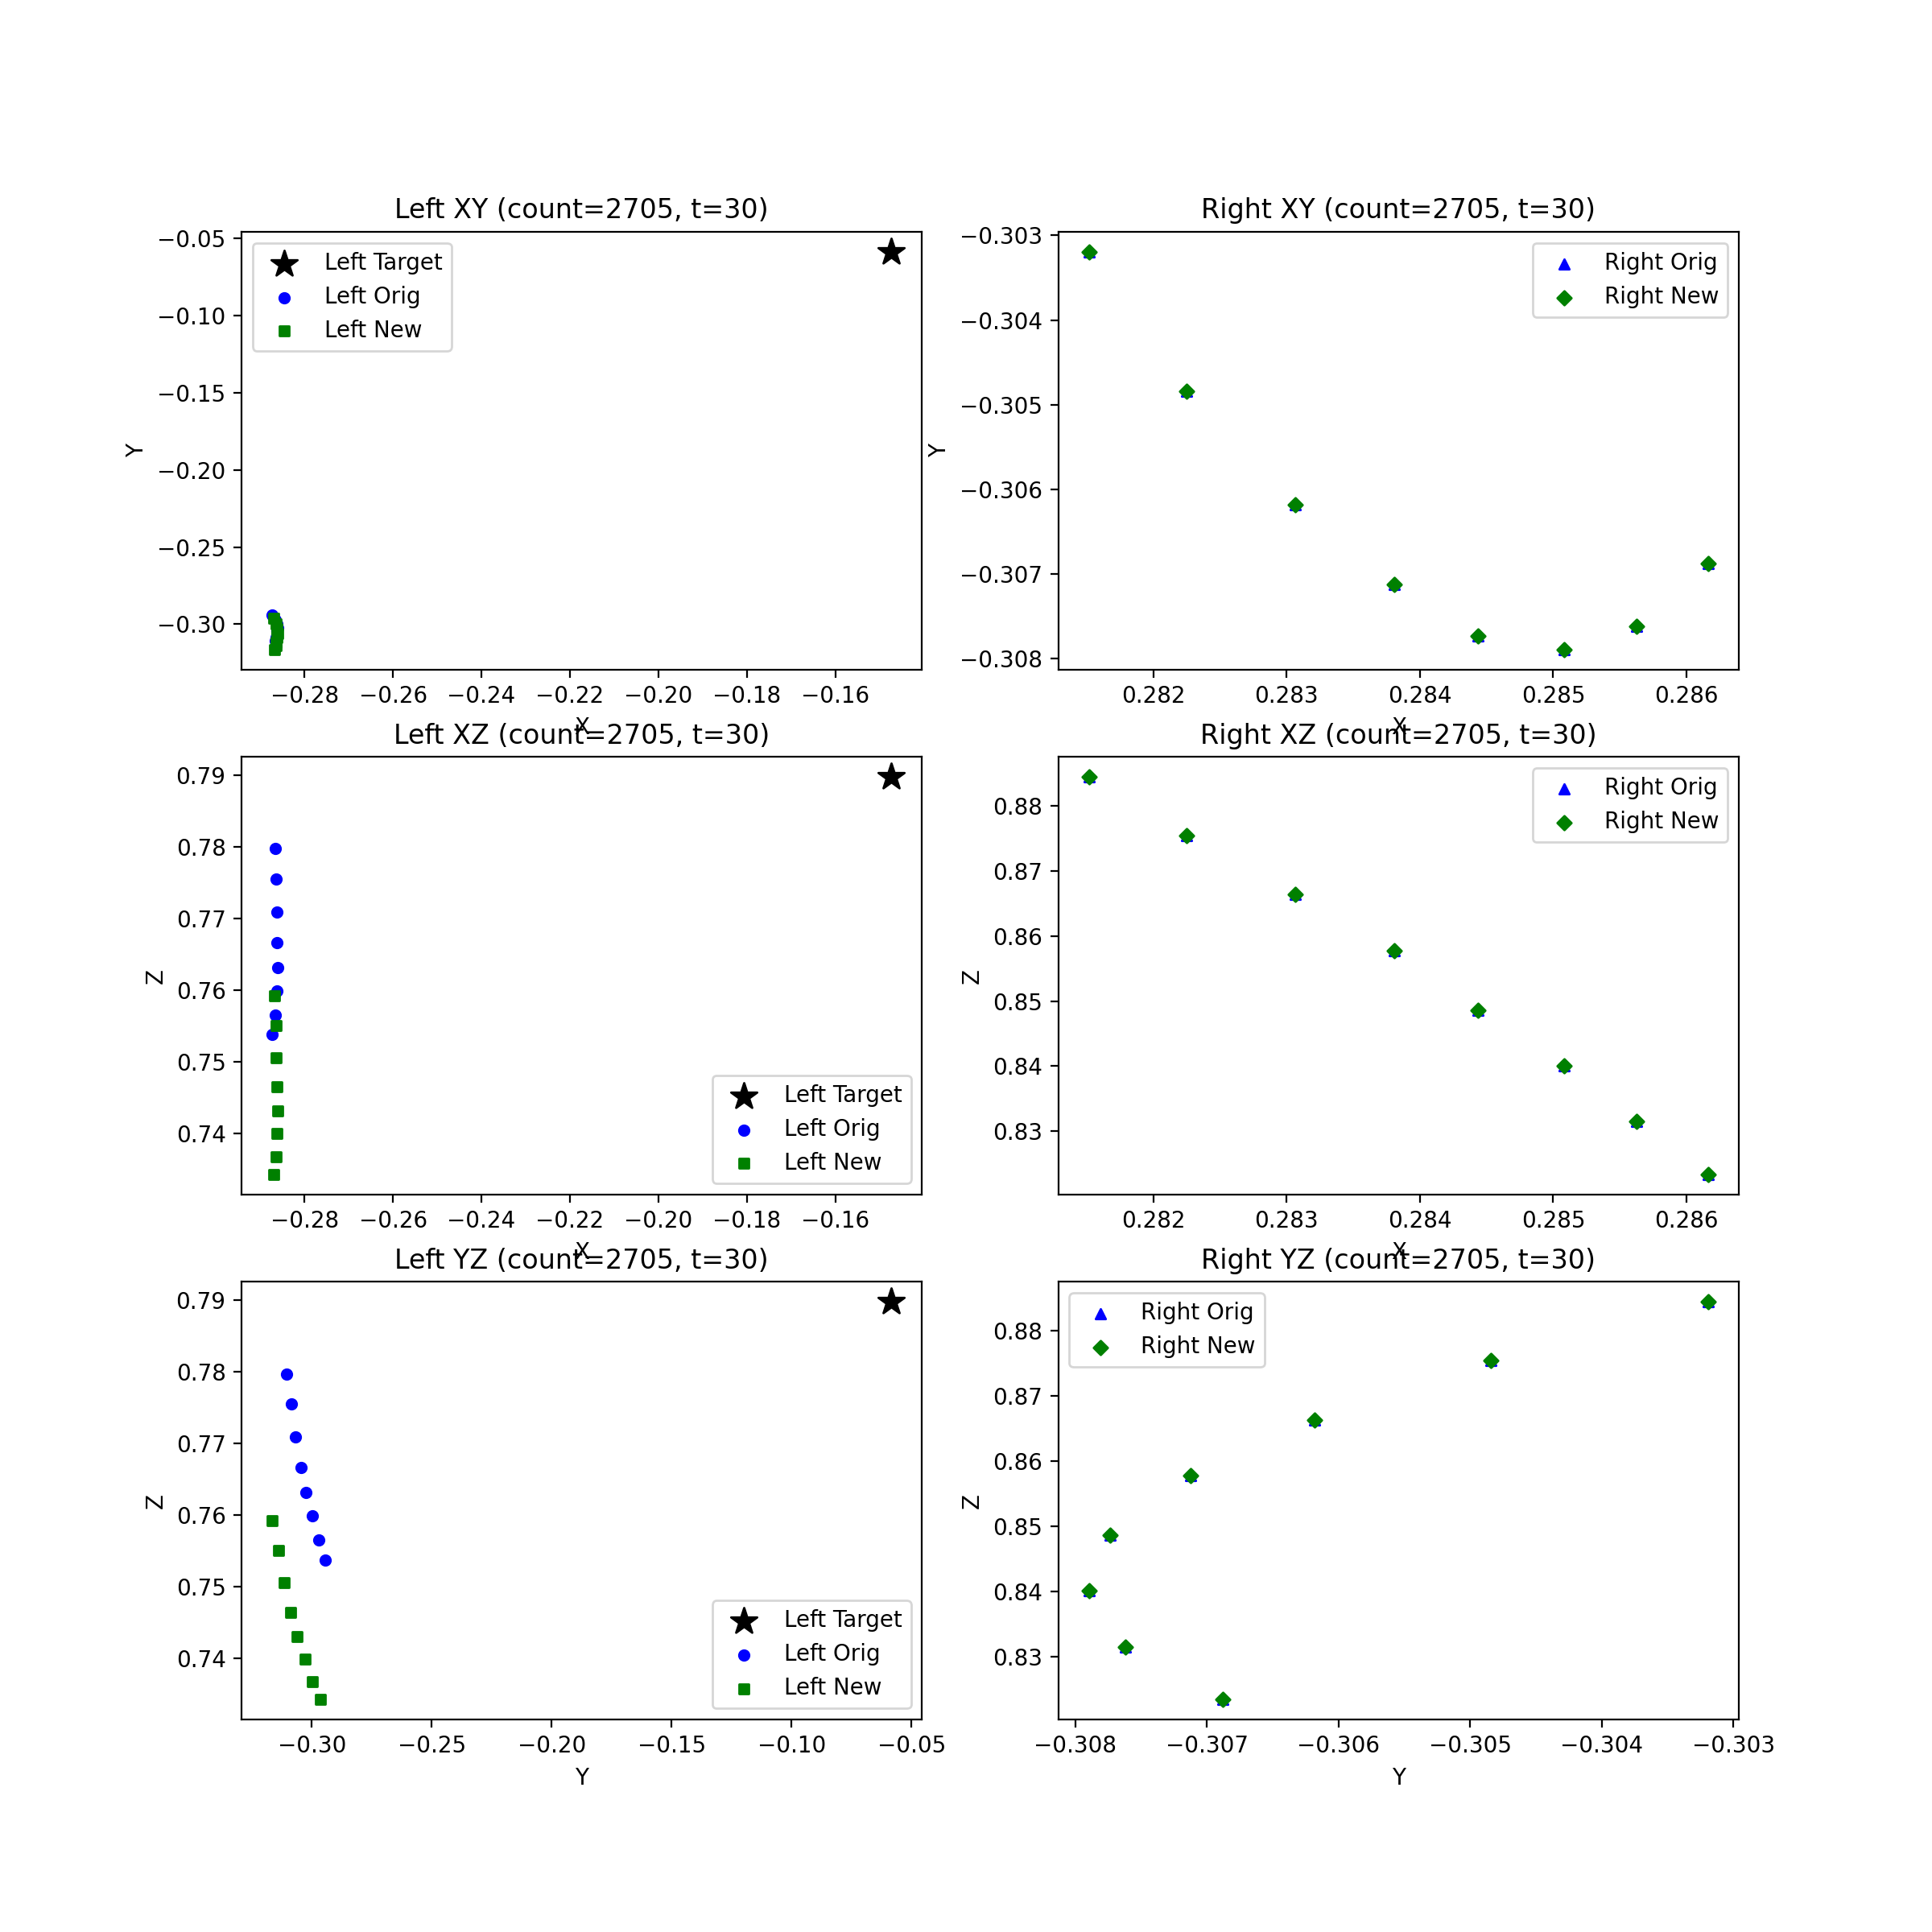 Left XY (count=2705, t=30)
−0.05
−0.10
−0.15
−0.20
−0.25
−0.30
Y
Left Target
Left Orig
Left New
−0.28 −0.26 −0.24 −0.22 −0.20 −0.18 −0.16
X
Right XY (count=2705, t=30)
−0.303
−0.304
−0.305
−0.306
−0.307
−0.308
Y
Right Orig
Right New
0.282 0.283 0.284 0.285 0.286
X
Left XZ (count=2705, t=30)
0.79
0.78
0.77
0.76
0.75
0.74
Z
Left Target
Left Orig
Left New
−0.28 −0.26 −0.24 −0.22 −0.20 −0.18 −0.16
X
Right XZ (count=2705, t=30)
0.88
0.87
0.86
0.85
0.84
0.83
Z
Right Orig
Right New
0.282 0.283 0.284 0.285 0.286
X
Left YZ (count=2705, t=30)
0.79
0.78
0.77
0.76
0.75
0.74
Z
Left Target
Left Orig
Left New
−0.30 −0.25 −0.20 −0.15 −0.10 −0.05
Y
Right YZ (count=2705, t=30)
0.88
0.87
0.86
0.85
0.84
0.83
Z
Right Orig
Right New
−0.308 −0.307 −0.306 −0.305 −0.304 −0.303
Y